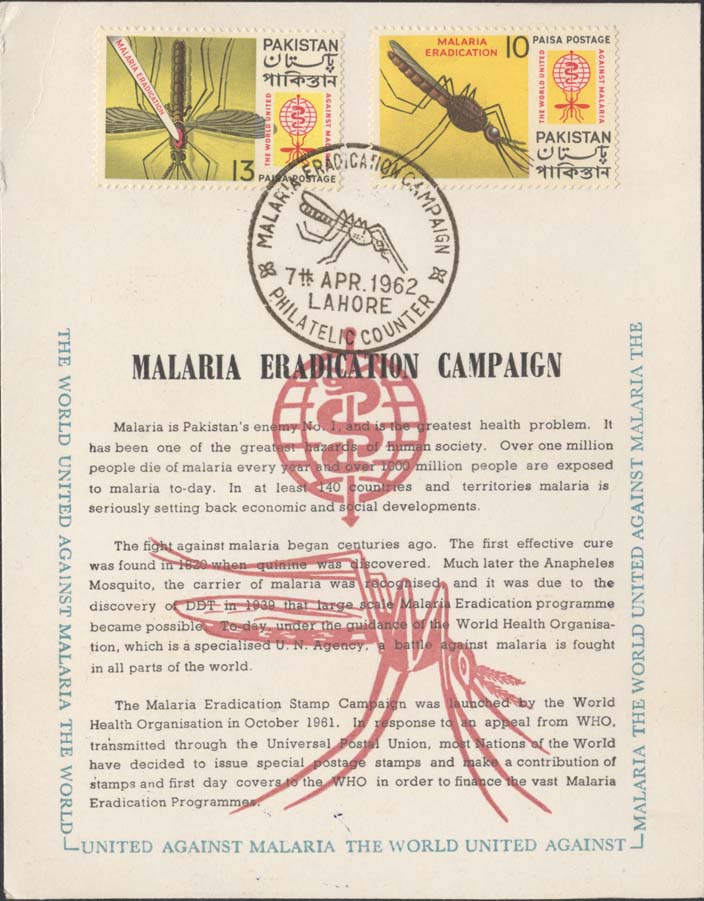 MALARIA ERADICATION
PAKISTAN
پاکستان
পাকিস্তান
THE WORLD UNITED
AGAINST MALARIA
13
PAISA POSTAGE
MALARIA
ERADICATION
10
PAISA POSTAGE
THE WORLD UNITED
AGAINST MALARIA
PAKISTAN
پاکستان
পাকিস্তান
MALARIA ERADICATION CAMPAIGN
7th APR. 1962
LAHORE
PHILATELIC COUNTER
MALARIA ERADICATION CAMPAIGN
Malaria is Pakistan's enemy No. 1, and is the greatest health problem. It
has been one of the greatest hazards of human society. Over one million
people die of malaria every year and over 1000 million people are exposed
to malaria to-day. In at least 140 countries and territories malaria is
seriously setting back economic and social developments.
The fight against malaria began centuries ago. The first effective cure
was found in 1820 when quinine was discovered. Much later the Anapheles
Mosquito, the carrier of malaria was recognised, and it was due to the
discovery of DDT in 1939 that large scale Malaria Eradication programme
became possible. To-day, under the guidance of the World Health Organisa-
tion, which is a specialised U. N. Agency, a battle against malaria is fought
in all parts of the world.
The Malaria Eradication Stamp Campaign was launched by the World
Health Organisation in October 1961. In response to an appeal from WHO,
transmitted through the Universal Postal Union, most Nations of the World
have decided to issue special postage stamps and make a contribution of
stamps and first day covers to the WHO in order to finance the vast Malaria
Eradication Programmes.
THE WORLD UNITED AGAINST MALARIA THE WORLD
UNITED AGAINST MALARIA THE WORLD UNITED AGAINST
MALARIA THE WORLD UNITED AGAINST MALARIA THE